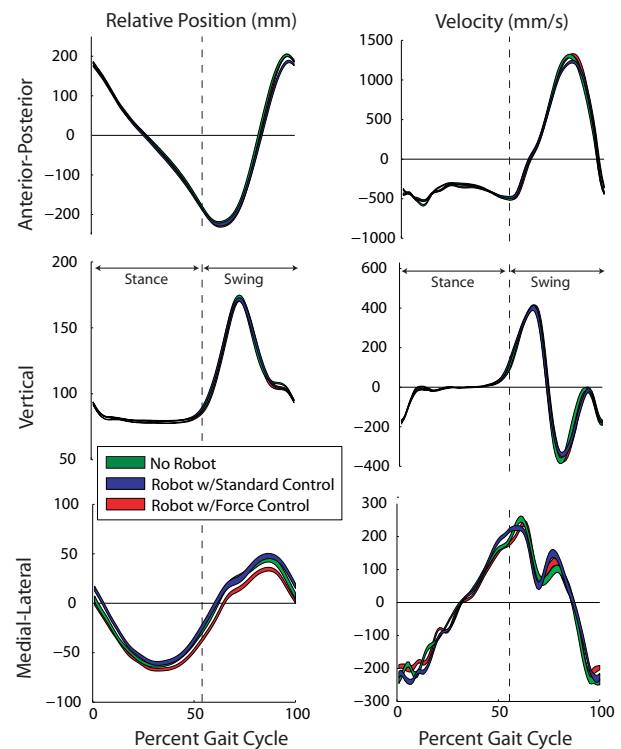 Relative Position (mm)
Velocity (mm/s)
Anterior-Posterior
200
100
0
−100
−200
1500
1000
500
0
−500
−1000
Vertical
200
150
100
50
Stance
Swing
600
400
200
0
−200
−400
Stance
Swing
No Robot
Robot w/Standard Control
Robot w/Force Control
Medial-Lateral
100
50
0
−50
−100
0
50
100
Percent Gait Cycle
300
200
100
0
−100
−200
−300
0
50
100
Percent Gait Cycle